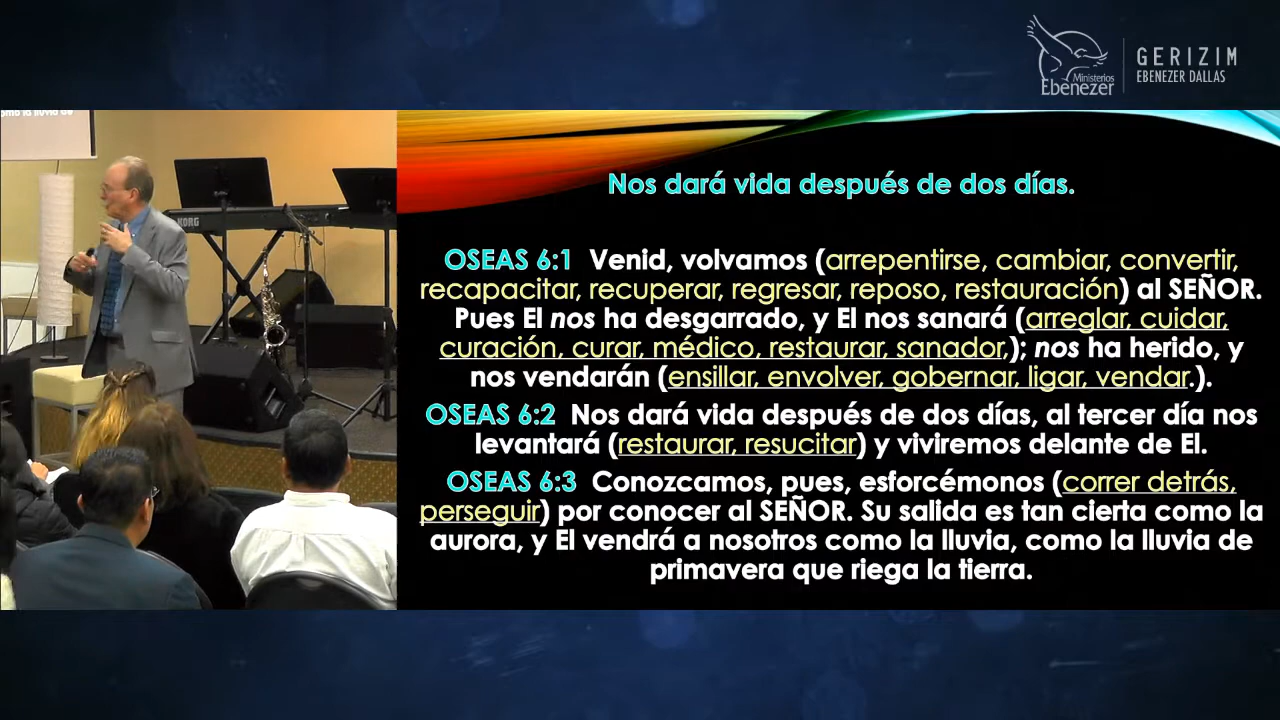 Ministerios
Ebenezer
GERIZIM
EBENEZER DALLAS
KORG
Nos dará vida después de dos días.
OSEAS 6:1 Venid, volvamos (arrepentirse, cambiar, convertir,
recapacitar, recuperar, regresar, reposo, restauración) al SEÑOR.
Pues El nos ha desgarrado, y El nos sanará (arreglar, cuidar,
curación, curar, médico, restaurar, sanador,); nos ha herido, y
nos vendarán (ensillar, envolver, gobernar, ligar, vendar.).
OSEAS 6:2 Nos dará vida después de dos días, al tercer día nos
levantará (restaurar, resucitar) y viviremos delante de El.
OSEAS 6:3 Conozcamos, pues, esforcémonos (correr detrás,
perseguir) por conocer al SEÑOR. Su salida es tan cierta como la
aurora, y El vendrá a nosotros como la lluvia, como la lluvia de
primavera que riega la tierra.